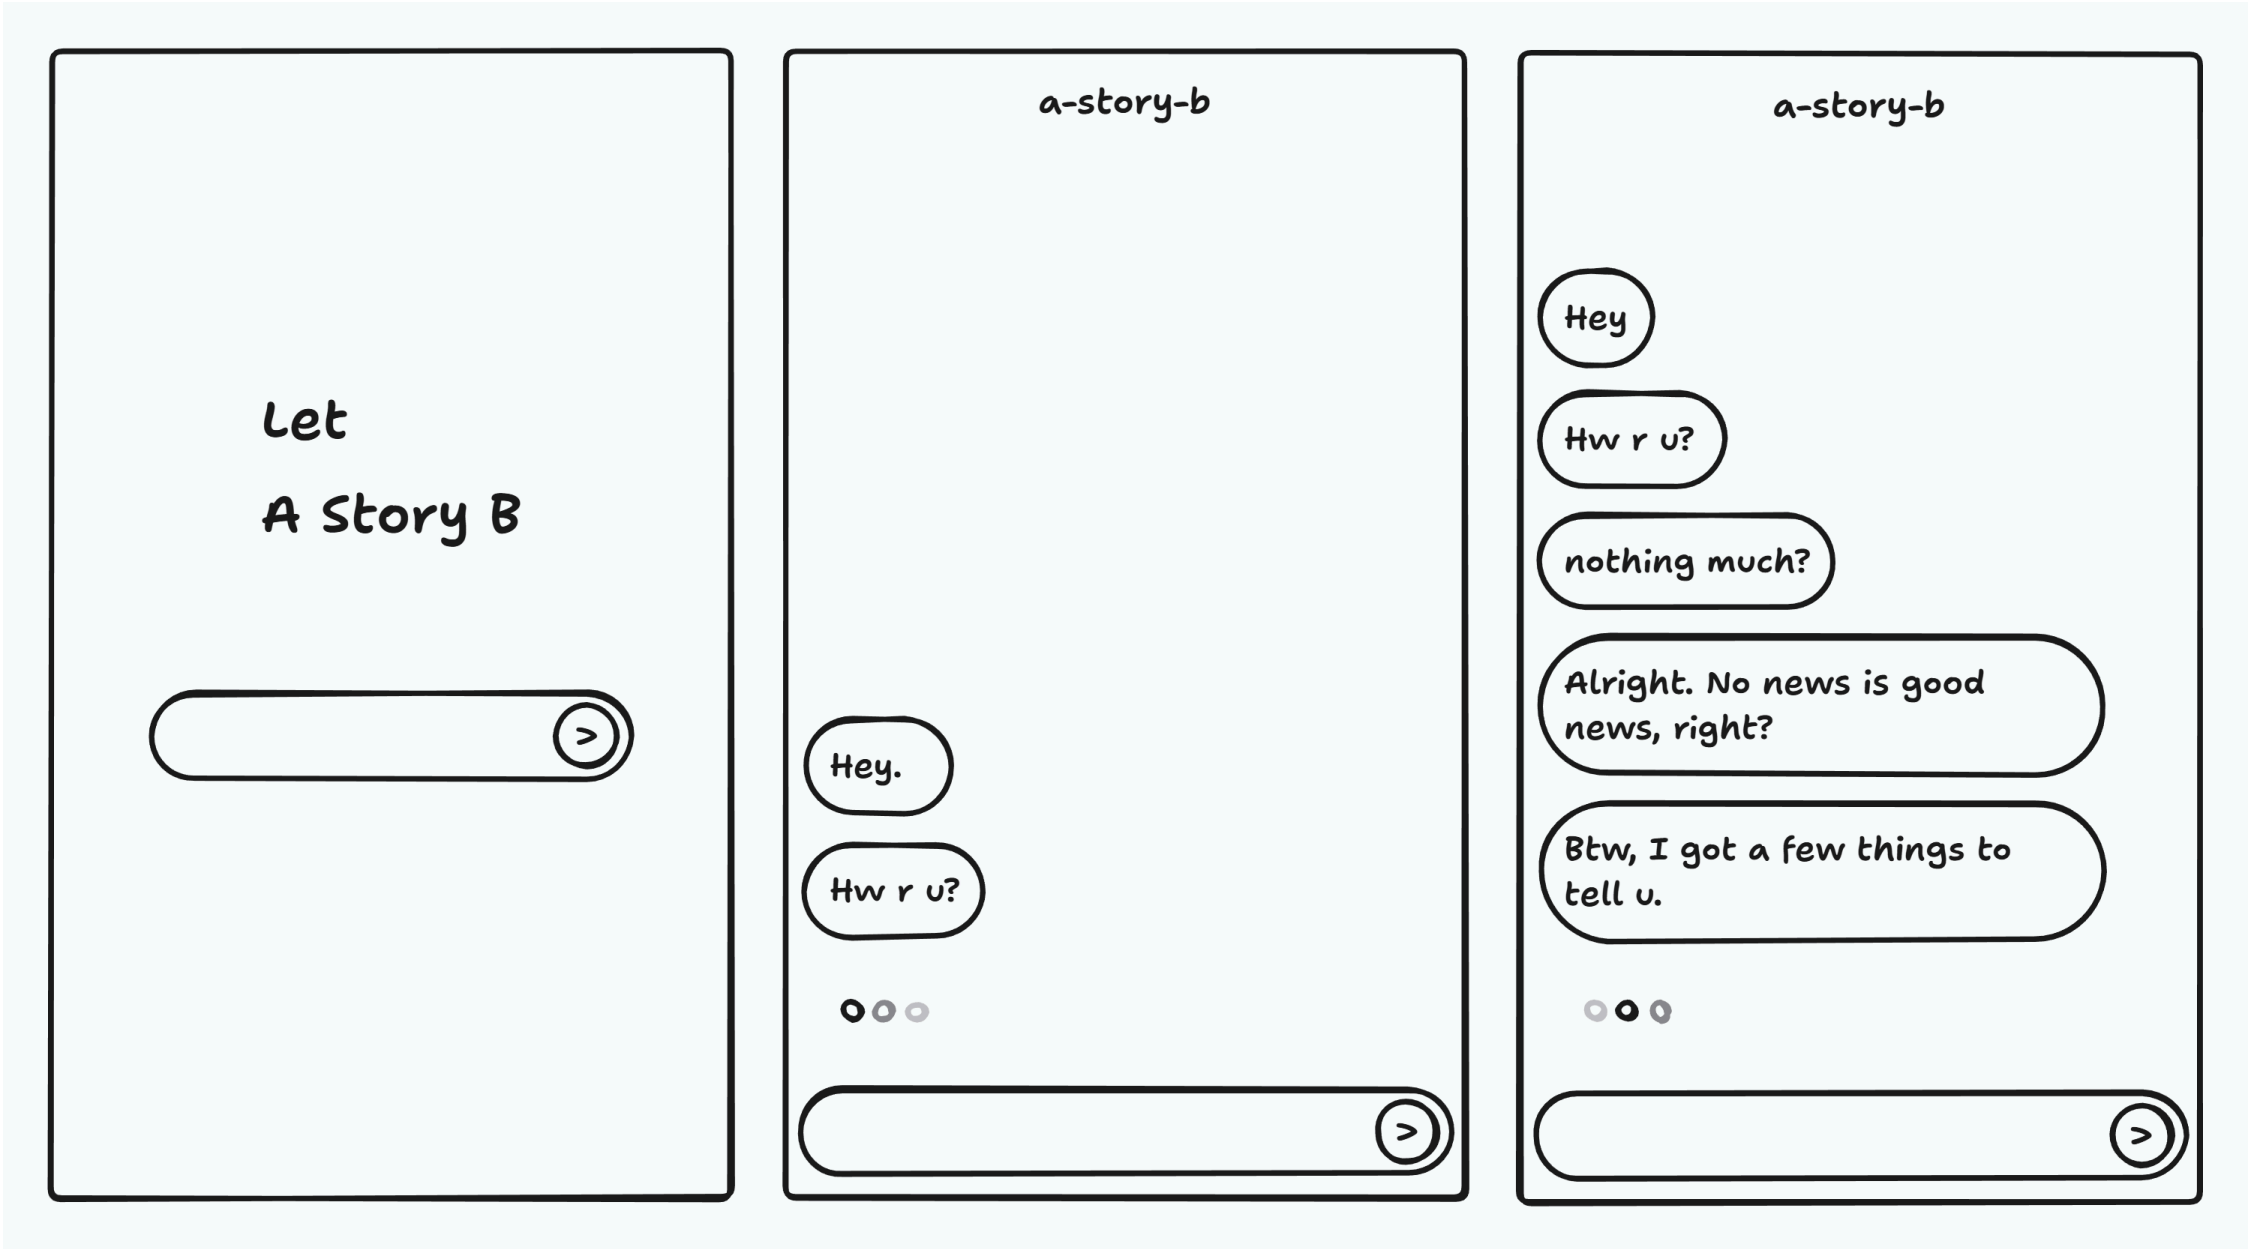 Let
A Story B
>
a-story-b
Hey.
Hw r u?
>
a-story-b
Hey
Hw r u?
nothing much?
Alright. No news is good
news, right?
Btw, I got a few things to
tell u.
>